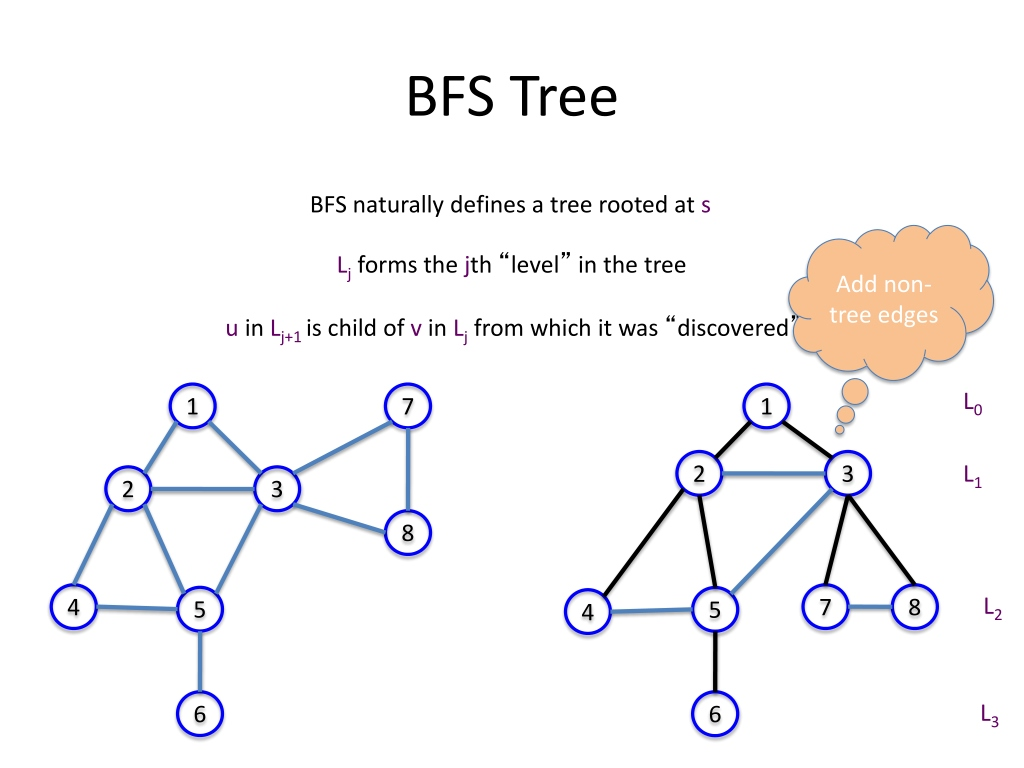 BFS Tree
BFS naturally defines a tree rooted at s
Lj forms the jth “level” in the tree
Add non-
tree edges
u in Lj+1 is child of v in Lj from which it was “discovered”
1
7
1
L0
2
3
2
3
L1
8
4
5
4
5
7
8
L2
6
6
L3